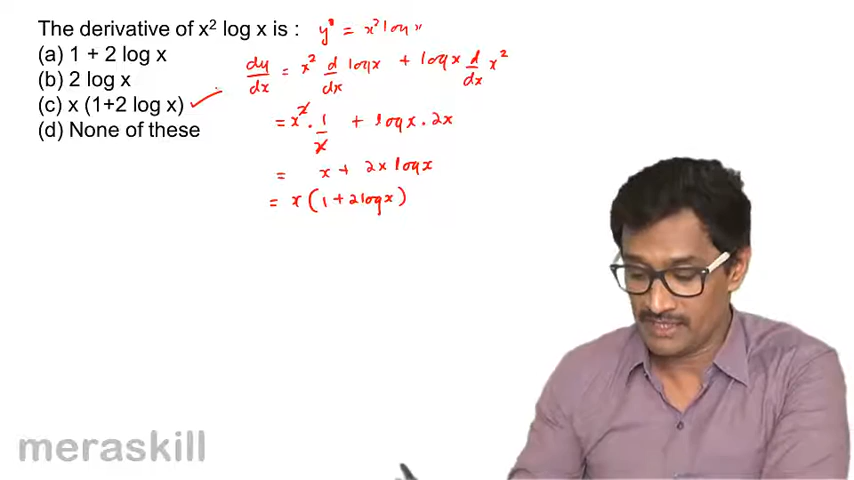 The derivative of x² log x is : y = x² log x
(a) 1 + 2 log x
(b) 2 log x
(c) x (1+2 log x) ✓
(d) None of these
dy/dx = x² d/dx log x + log x d/dx x²
= x² · 1/x + log x · 2x
= x + 2x log x
= x (1 + 2 log x)
meraskill